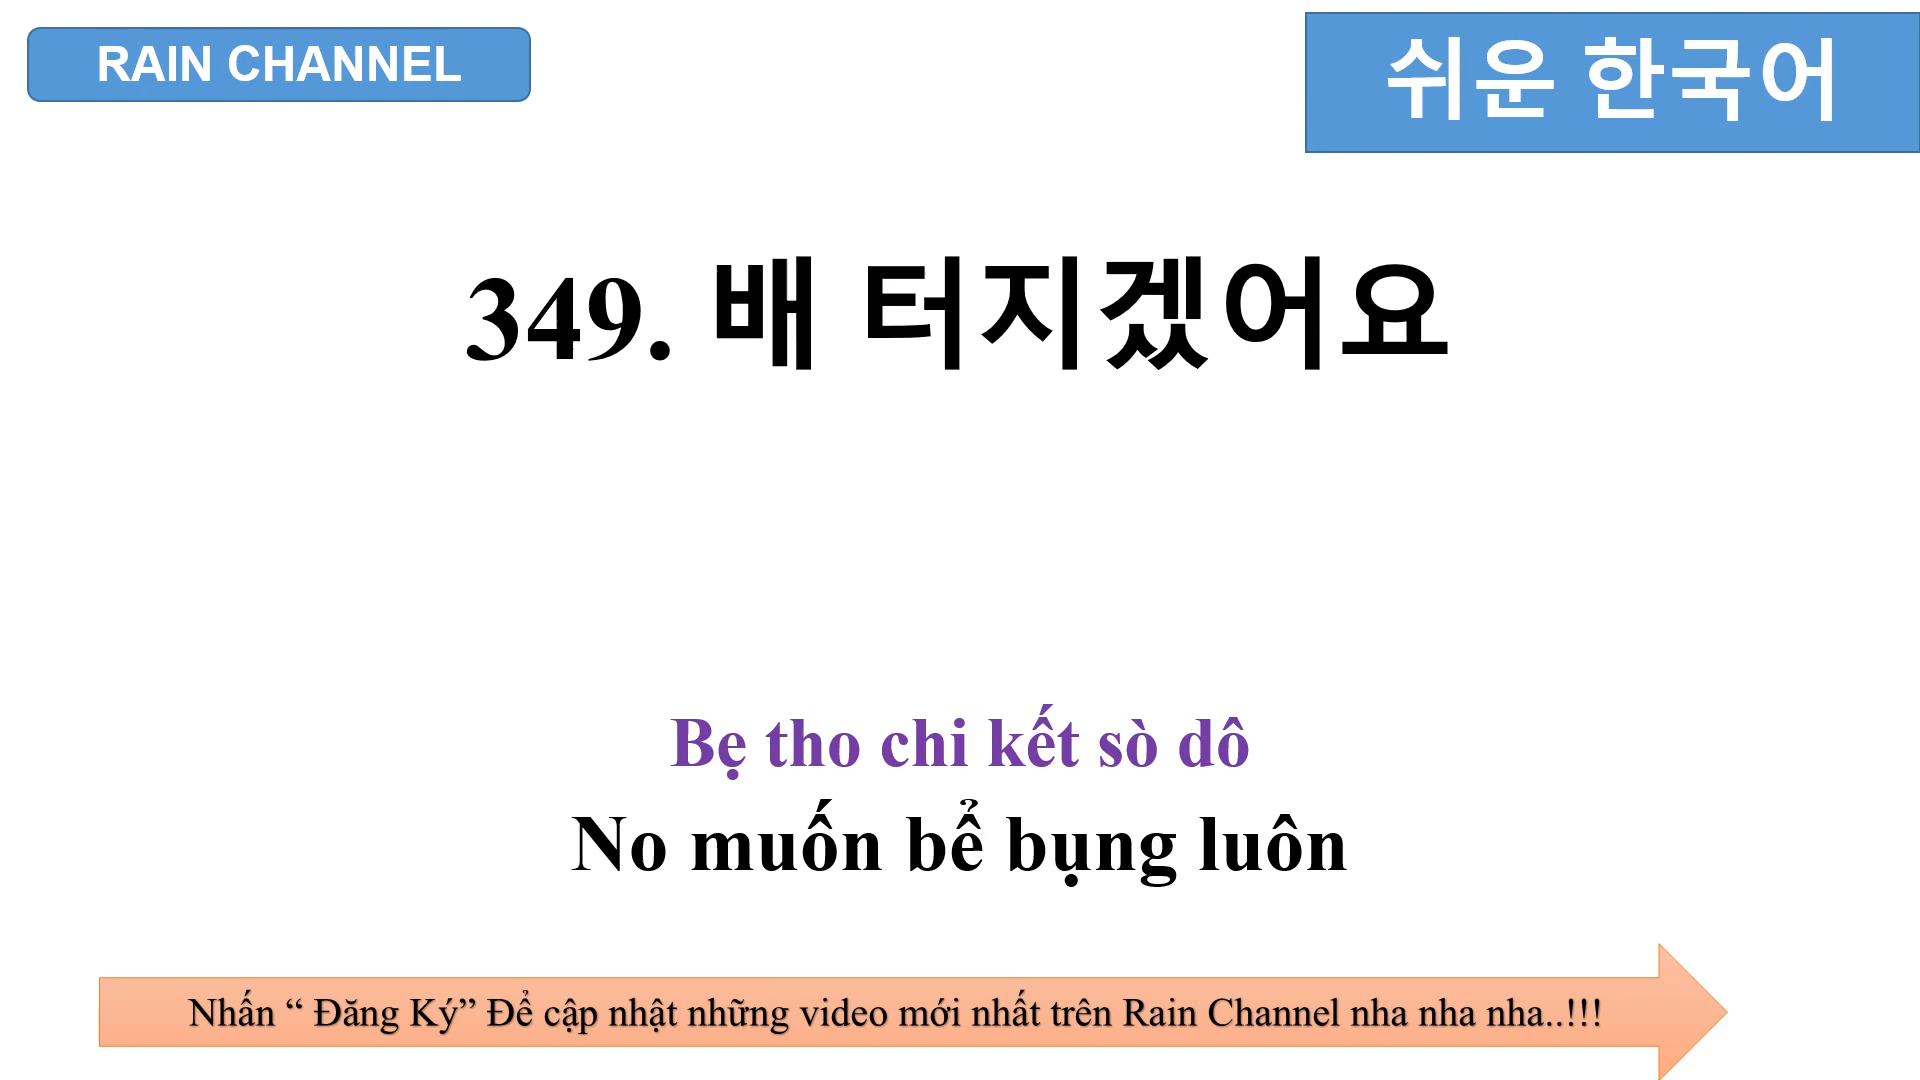 RAIN CHANNEL
쉬운 한국어
349. 배 터지겠어요
Bẹ tho chi kết sò dô
No muốn bể bụng luôn
Nhấn “ Đăng Ký” Để cập nhật những video mới nhất trên Rain Channel nha nha nha..!!!